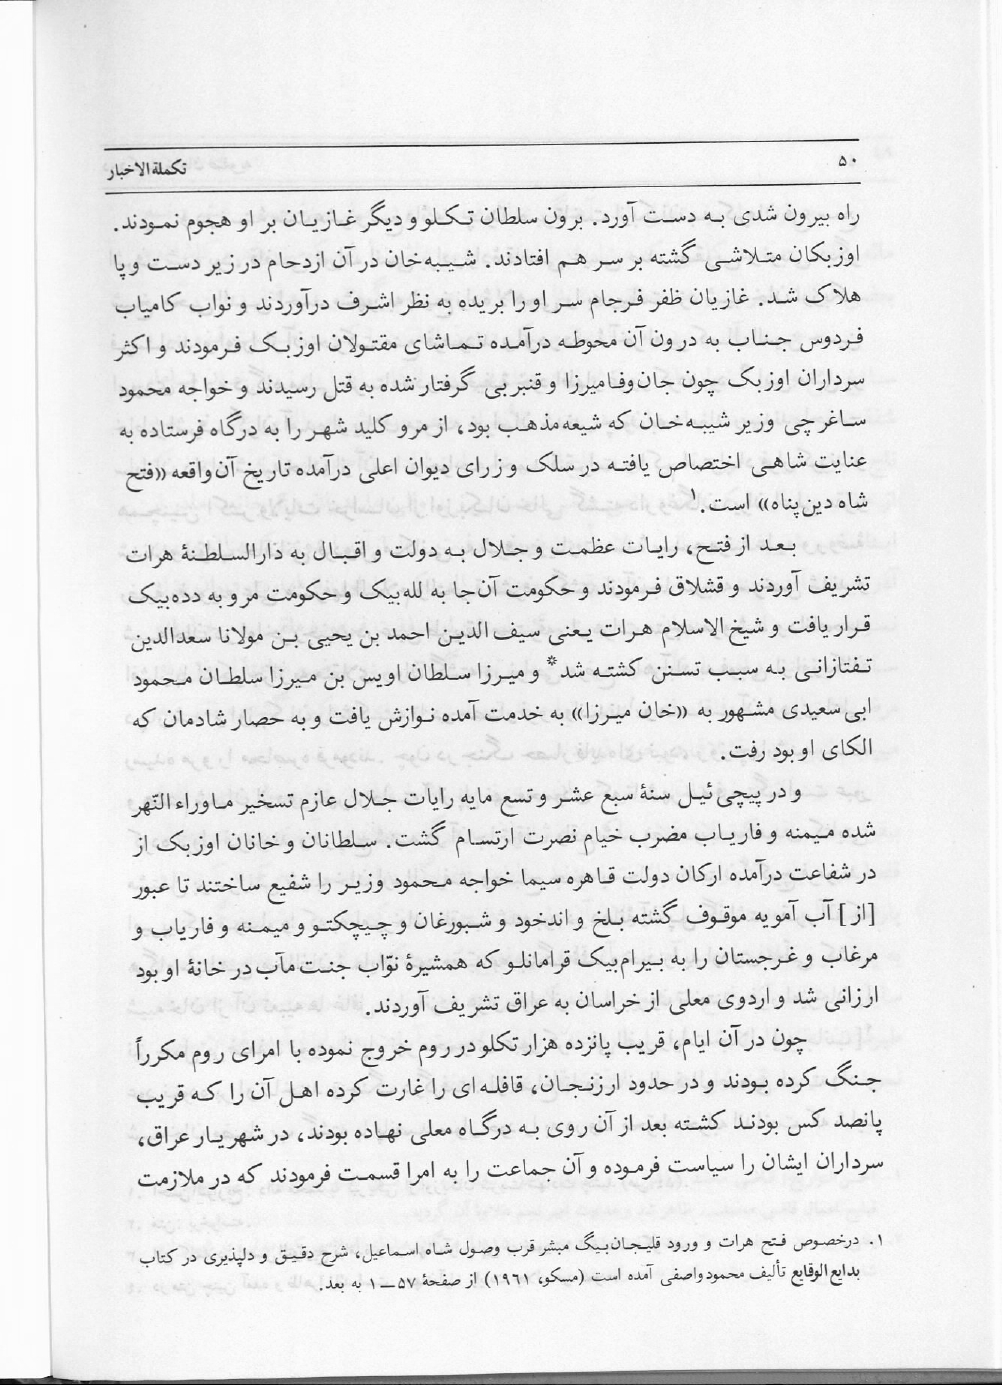 ۵۰
تکملة الاخبار
راه بیرون شدی به دست آورد. برون سلطان تکلو و دیگر غازیان بر او هجوم نمودند.
اوزبکان متلاشی گشته بر سر هم افتادند. شیبه‌خان در آن ازدحام در زیر دست و پا
هلاک شد. غازیان ظفر فرجام سر او را بریده به نظر اشرف درآوردند و نواب کامیاب
فردوس جناب به درون آن محوطه درآمده تماشای مقتولان اوزبک فرمودند و اکثر
سرداران اوزبک چون جان‌وفا میرزا و قنبر بی گرفتار شده به قتل رسیدند و خواجه محمود
ساغرچی وزیر شیبه‌خان که شیعه‌مذهب بود، از مرو کلید شهر را به درگاه فرستاده به
عنایت شاهی اختصاص یافته در سلک وزرای دیوان اعلی درآمده تاریخ آن واقعه «فتح
شاه دین‌پناه» است.۱
بعد از فتح، رایات عظمت و جلال به دولت و اقبال به دارالسلطنهٔ هرات
تشریف آوردند و قشلاق فرمودند و حکومت آن‌جا به لله‌بیک و حکومت مرو به دده‌بیک
قرار یافت و شیخ الاسلام هرات یعنی سیف الدین احمد بن یحیی بن مولانا سعدالدین
تفتازانی به سبب تسنن کشته شد* و میرزا سلطان اویس بن میرزا سلطان محمود
ابی سعیدی مشهور به «خان میرزا» به خدمت آمده نوازش یافت و به حصار شادمان که
الکای او بود رفت.
و در پیچی ئیل سنهٔ سبع عشر و تسع مایه رایات جلال عازم تسخیر ماوراء النّهر
شده میمنه و فاریاب مضرب خیام نصرت ارتسام گشت. سلطانان و خانان اوزبک از
در شفاعت درآمده ارکان دولت قاهره سیما خواجه محمود وزیر را شفیع ساختند تا عبور
[از] آب آمویه موقوف گشته بلخ و اندخود و شبورغان و چیچکتو و میمنه و فاریاب و
مرغاب و غرجستان را به بیرام‌بیک قرامانلو که همشیرهٔ نوّاب جنت مآب در خانهٔ او بود
ارزانی شد و اردوی معلی از خراسان به عراق تشریف آوردند.
چون در آن ایام، قریب پانزده هزار تکلو در روم خروج نموده با امرای روم مکرراً
جنگ کرده بودند و در حدود ارزنجان، قافله‌ای را غارت کرده اهل آن را که قریب
پانصد کس بودند کشته بعد از آن روی به درگاه معلی نهاده بودند، در شهریار عراق،
سرداران ایشان را سیاست فرموده و آن جماعت را به امرا قسمت فرمودند که در ملازمت
۱. درخصوص فتح هرات و ورود قلیجان‌بیگ مبشر قرب وصول شاه اسماعیل، شرح دقیق و دلپذیری در کتاب
بدایع الوقایع تألیف محمود واصفی آمده است (مسکو، ۱۹۶۱) از صفحهٔ ۵۷ــ۱ به بعد.